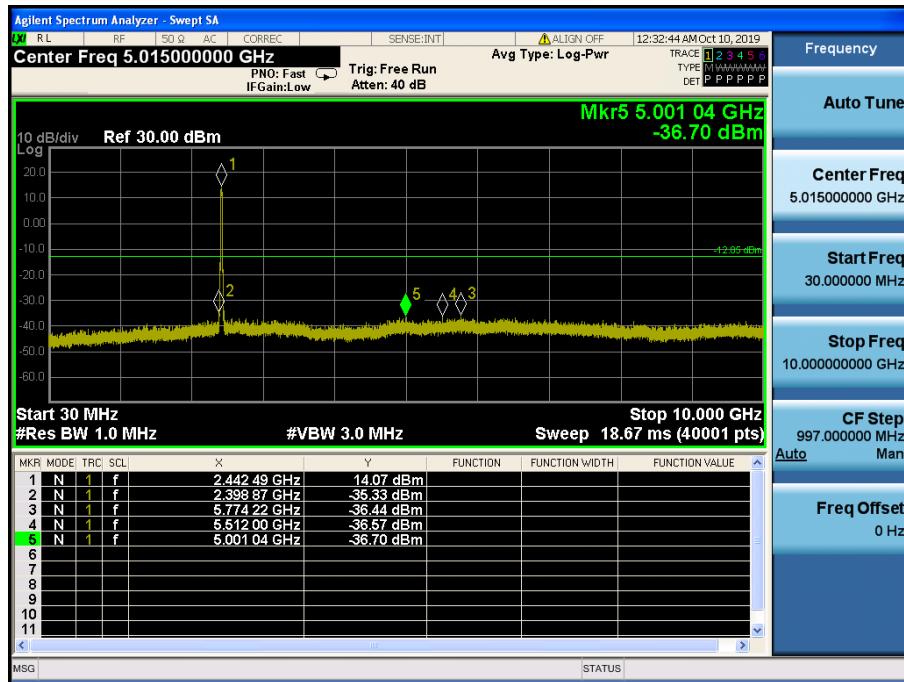 Agilent Spectrum Analyzer - Swept SA
LXI RL RF 50 Ω AC CORREC SENSE:INT ALIGN OFF 12:32:44 AM Oct 10, 2019
Center Freq 5.015000000 GHz Avg Type: Log-Pwr TRACE 1 2 3 4 5 6
PNO: Fast Trig: Free Run TYPE M WWWWW
IFGain:Low Atten: 40 dB DET P P P P P P
Mkr5 5.001 04 GHz
10 dB/div Ref 30.00 dBm -36.70 dBm
Log
1
20.0
10.0
0.00
-10.0 -12.85 dBm
-20.0
2 5 4 3
-30.0
-40.0
-50.0
-60.0
Start 30 MHz Stop 10.000 GHz
#Res BW 1.0 MHz #VBW 3.0 MHz Sweep 18.67 ms (40001 pts)
MKR MODE TRC SCL X Y FUNCTION FUNCTION WIDTH FUNCTION VALUE
1 N 1 f 2.442 49 GHz 14.07 dBm
2 N 1 f 2.398 87 GHz -35.33 dBm
3 N 1 f 5.774 22 GHz -36.44 dBm
4 N 1 f 5.512 00 GHz -36.57 dBm
5 N 1 f 5.001 04 GHz -36.70 dBm
6
7
8
9
10
11
MSG STATUS
Frequency
Auto Tune
Center Freq
5.015000000 GHz
Start Freq
30.000000 MHz
Stop Freq
10.000000000 GHz
CF Step
997.000000 MHz
Auto Man
Freq Offset
0 Hz